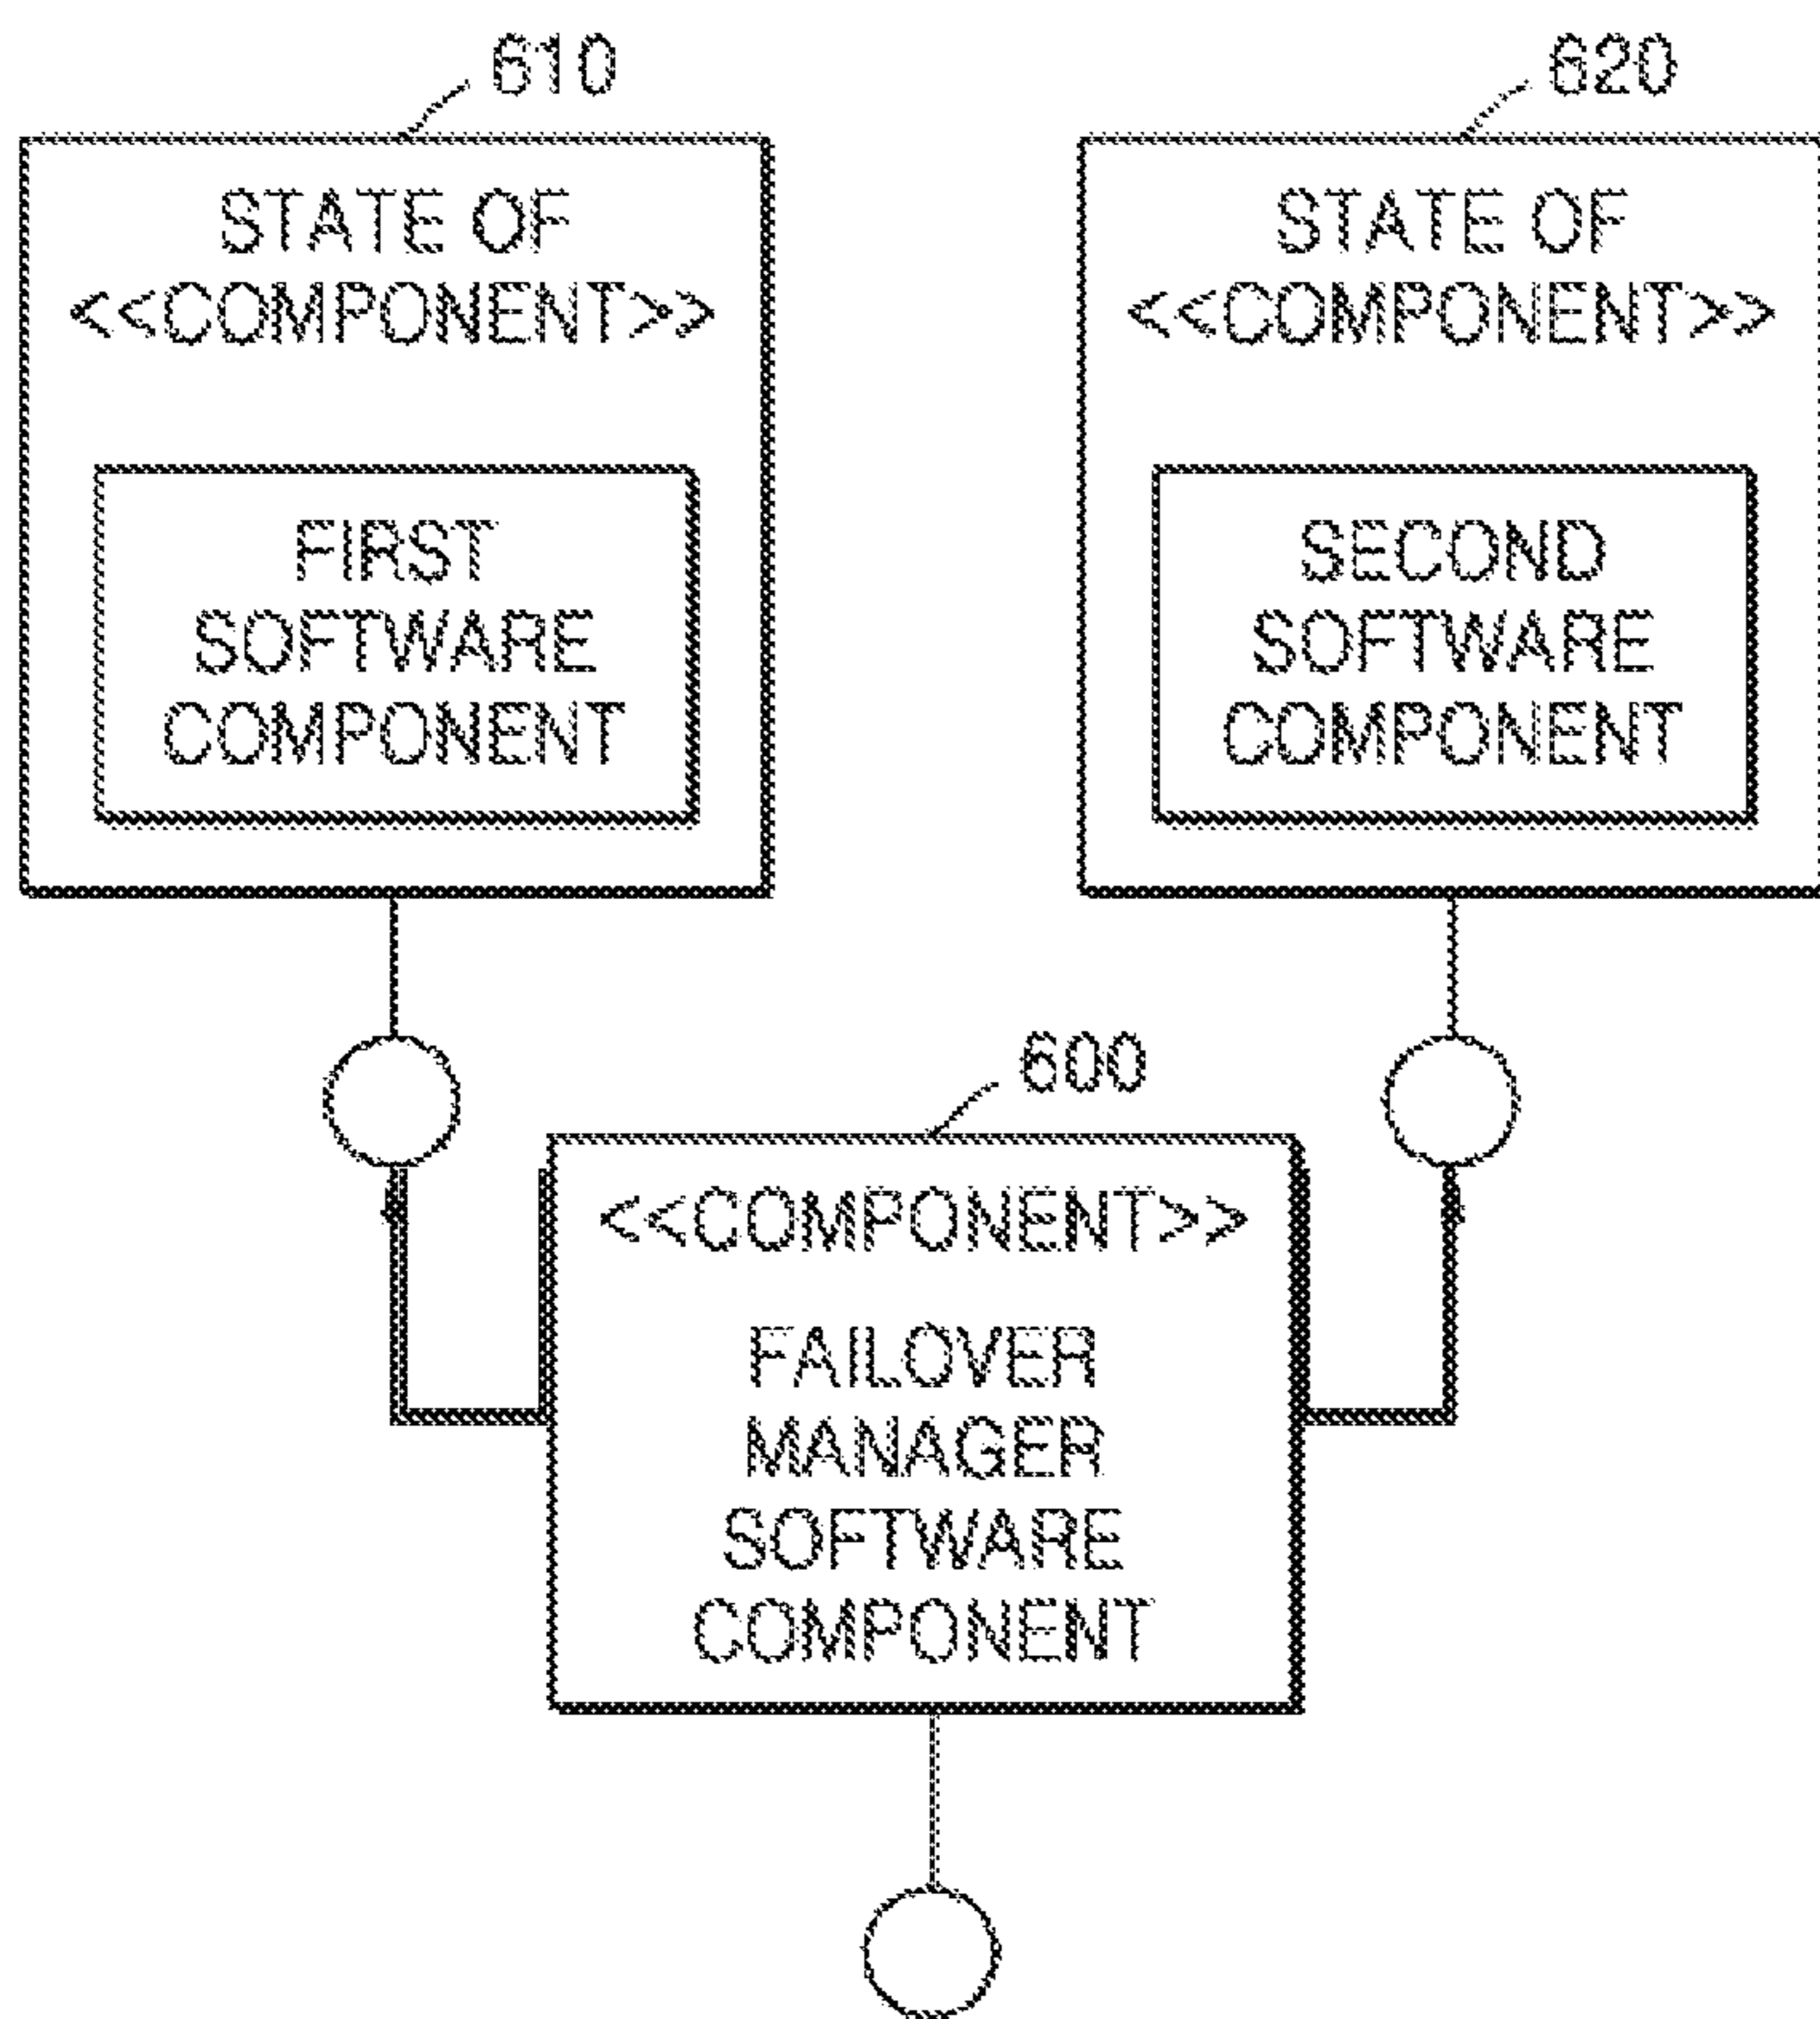 610
STATE OF
<<COMPONENT>>
FIRST
SOFTWARE
COMPONENT
620
STATE OF
<<COMPONENT>>
SECOND
SOFTWARE
COMPONENT
600
<<COMPONENT>>
FAILOVER
MANAGER
SOFTWARE
COMPONENT